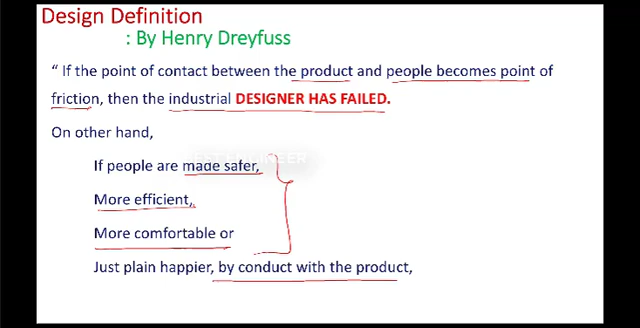 Design Definition
: By Henry Dreyfuss
“ If the point of contact between the product and people becomes point of
friction, then the industrial DESIGNER HAS FAILED.
On other hand,
If people are made safer,
More efficient,
More comfortable or
Just plain happier, by conduct with the product,